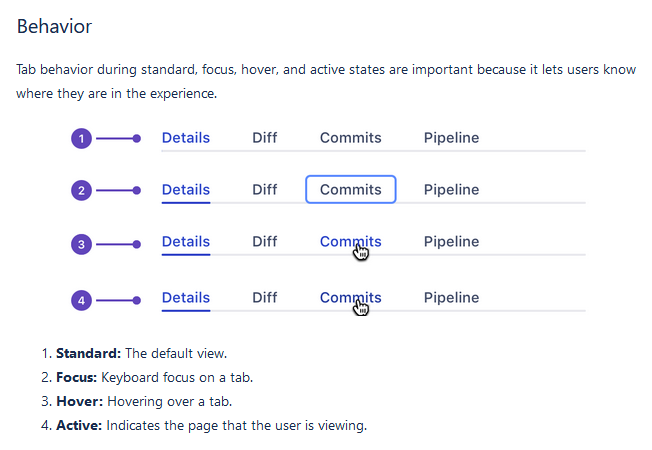 Behavior
Tab behavior during standard, focus, hover, and active states are important because it lets users know
where they are in the experience.
1 Details Diff Commits Pipeline
2 Details Diff Commits Pipeline
3 Details Diff Commits Pipeline
4 Details Diff Commits Pipeline
1. Standard: The default view.
2. Focus: Keyboard focus on a tab.
3. Hover: Hovering over a tab.
4. Active: Indicates the page that the user is viewing.